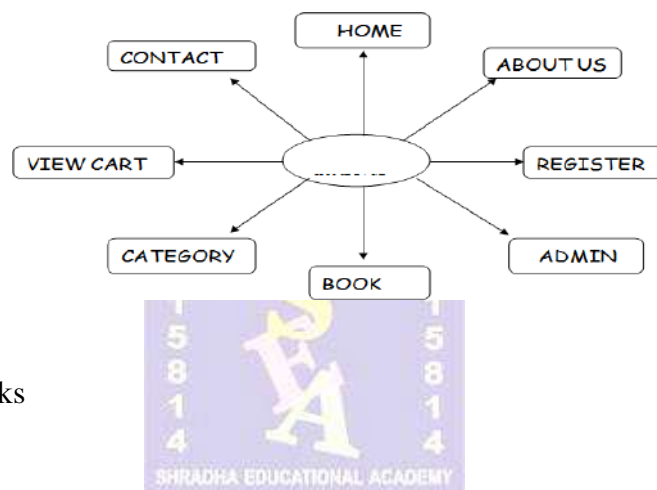 HOME
CONTACT
ABOUT US
VIEW CART
REGISTER
CATEGORY
ADMIN
BOOK
1 5 8 1 4
SFA
1 5 8 1 4
ks
SHRADHA EDUCATIONAL ACADEMY